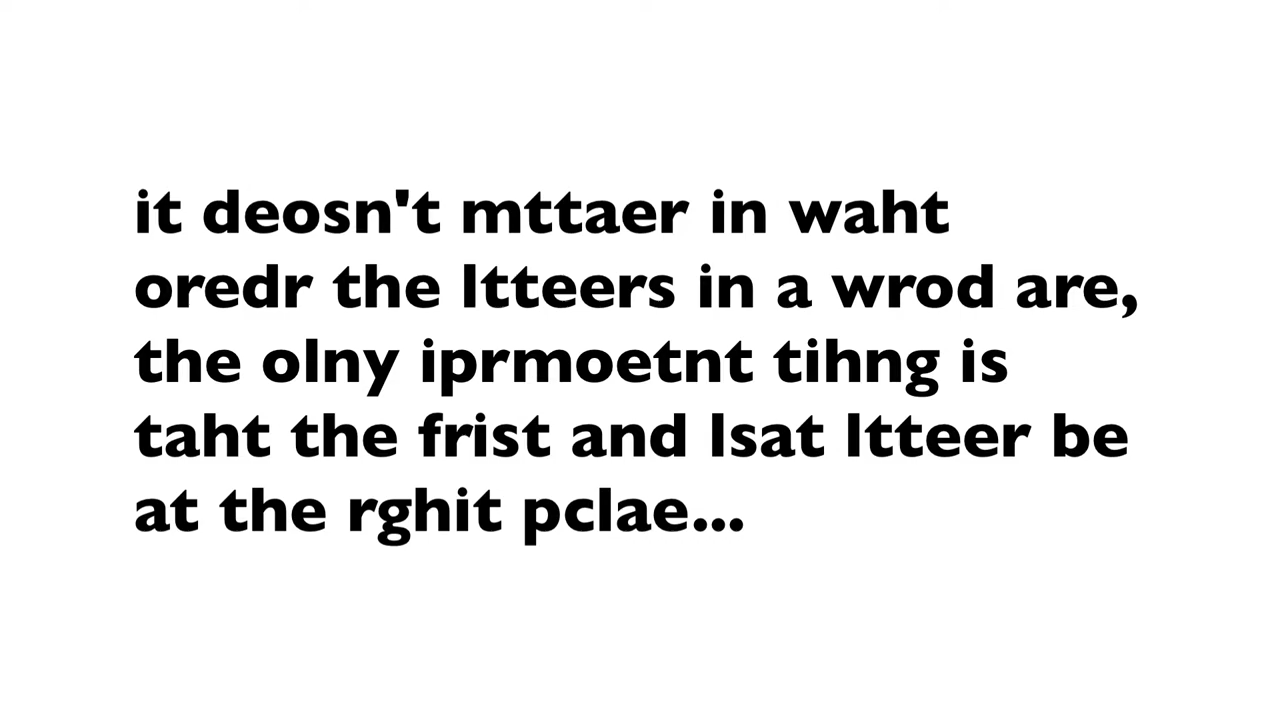 it deosn't mttaer in waht
oredr the ltteers in a wrod are,
the olny iprmoetnt tihng is
taht the frist and lsat ltteer be
at the rghit pclae...